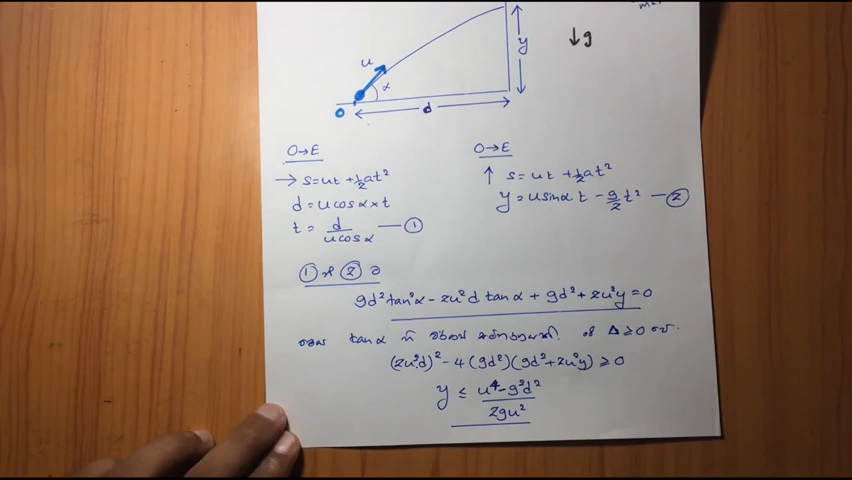 ↓g
u
α
y
O
d
O→E
→ s=ut+½at²
d=ucosα×t
t = d/ucosα —①
O→E
↑ s=ut+½at²
y=usinα t - g/2 t² —②
① න් ② ට
gd²tan²α-2u²d tanα+gd²+2u²y=0
tanα හි Δ≥0
(2u²d)²-4(gd²)(gd²+2u²y)≥0
y ≤ u⁴-g²d²/2gu²